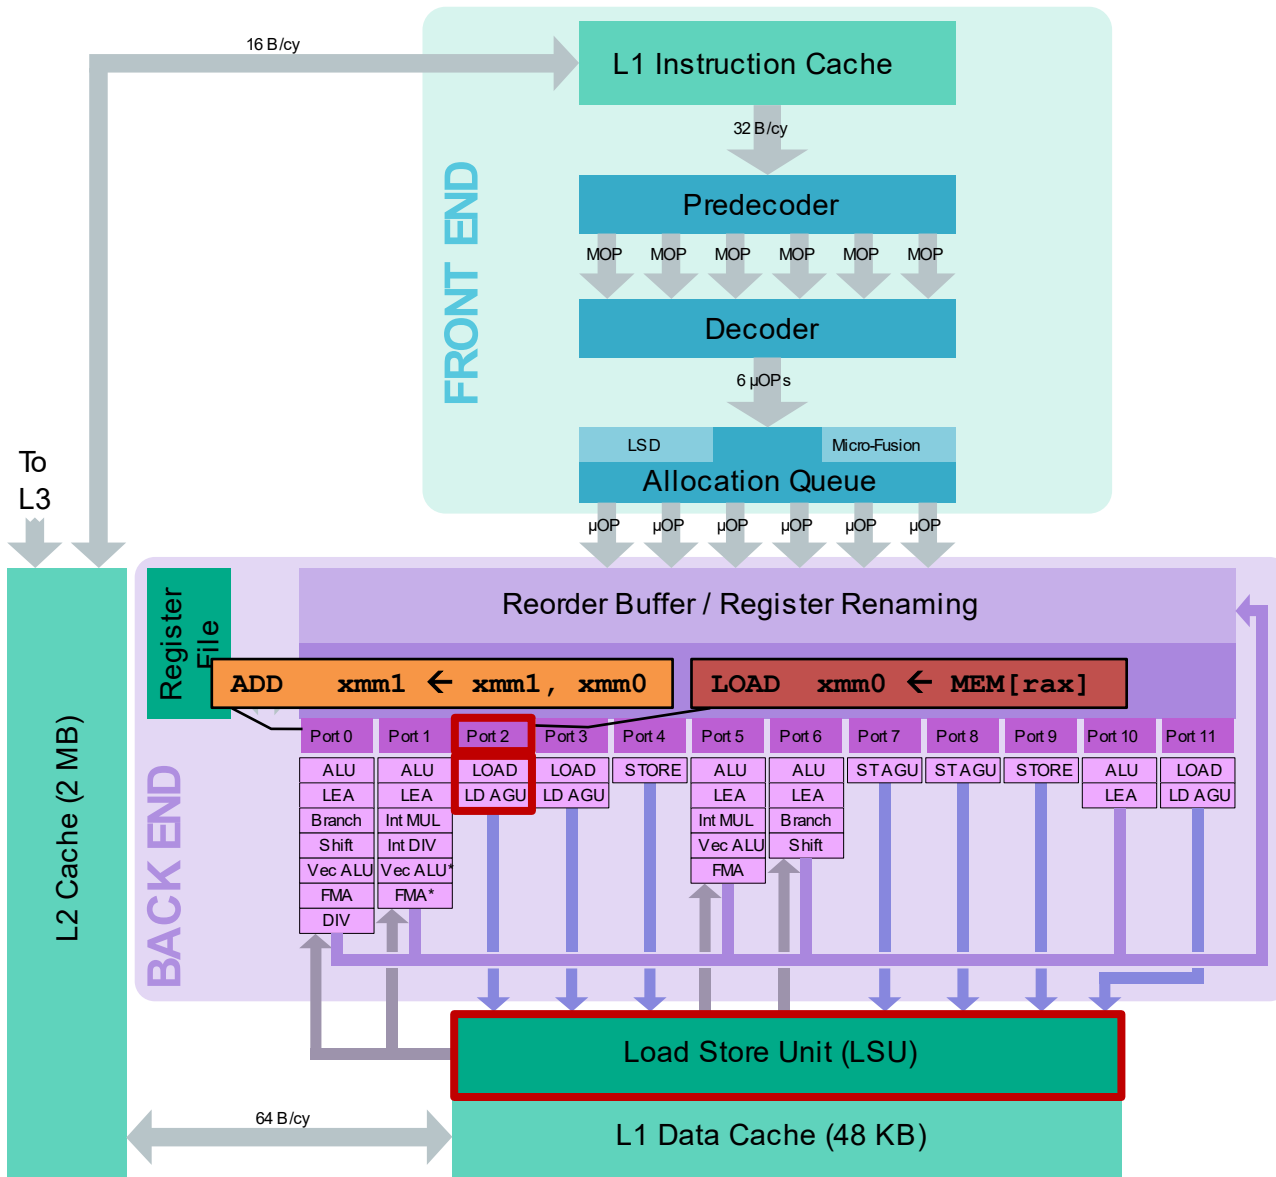 16 B/cy
L1 Instruction Cache
32 B/cy
FRONT END
Predecoder
MOP MOP MOP MOP MOP MOP
Decoder
6 µOPs
LSD
Micro-Fusion
Allocation Queue
µOP µOP µOP µOP µOP µOP
To
L3
L2 Cache (2 MB)
BACK END
Register
File
Reorder Buffer / Register Renaming
ADD xmm1 ← xmm1, xmm0
LOAD xmm0 ← MEM[rax]
Port 0 Port 1 Port 2 Port 3 Port 4 Port 5 Port 6 Port 7 Port 8 Port 9 Port 10 Port 11
ALU ALU LOAD LOAD STORE ALU ALU ST AGU ST AGU STORE ALU LOAD
LEA LEA LD AGU LD AGU LEA LEA LEA LD AGU
Branch Int MUL Int MUL Branch
Shift Int DIV Vec ALU Shift
Vec ALU Vec ALU* FMA
FMA FMA*
DIV
Load Store Unit (LSU)
64 B/cy
L1 Data Cache (48 KB)